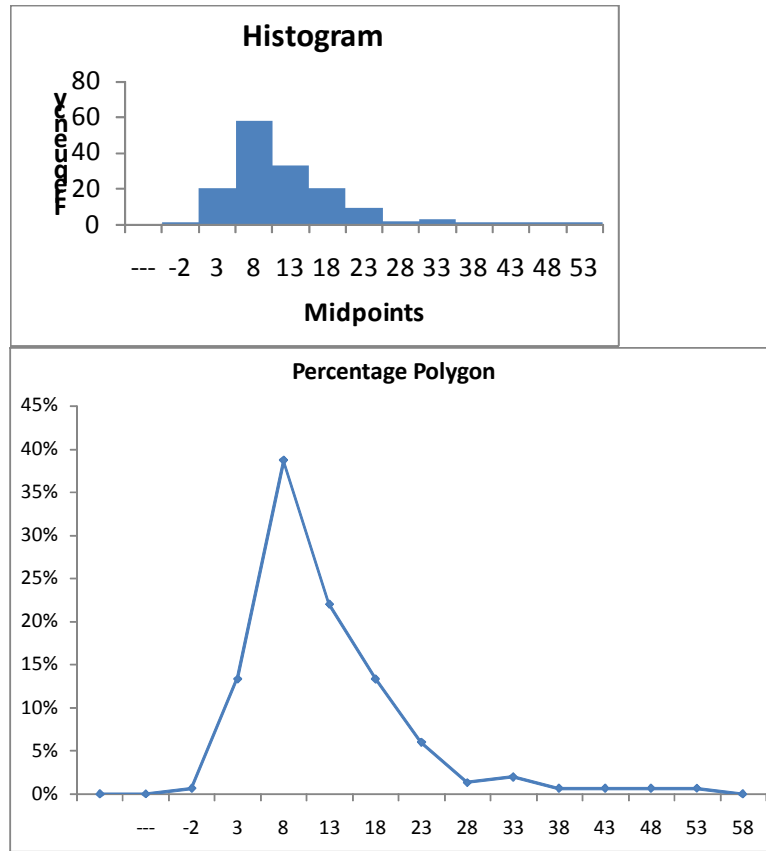 Histogram
80
60
40
20
0
Frequency
--- -2 3 8 13 18 23 28 33 38 43 48 53
Midpoints
Percentage Polygon
45%
40%
35%
30%
25%
20%
15%
10%
5%
0%
--- -2 3 8 13 18 23 28 33 38 43 48 53 58